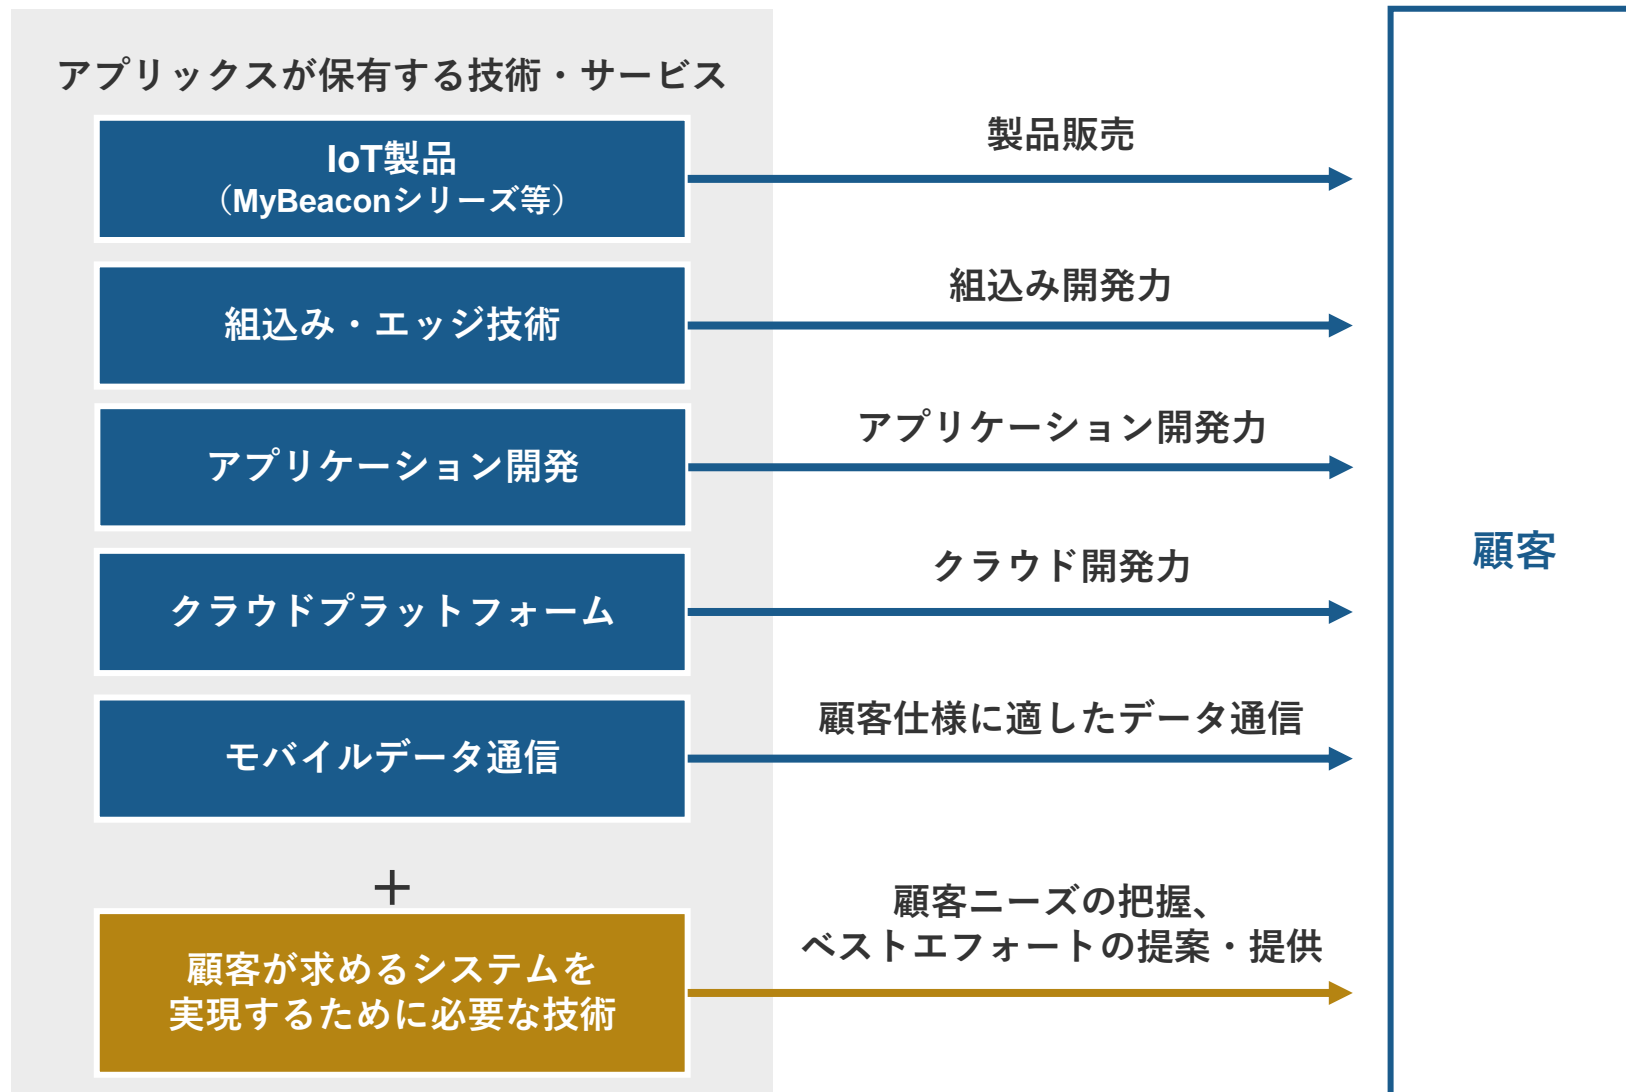 アプリックスが保有する技術・サービス
IoT製品
（MyBeaconシリーズ等）
製品販売
組込み・エッジ技術
組込み開発力
アプリケーション開発
アプリケーション開発力
クラウドプラットフォーム
クラウド開発力
モバイルデータ通信
顧客仕様に適したデータ通信
＋
顧客が求めるシステムを
実現するために必要な技術
顧客ニーズの把握、
ベストエフォートの提案・提供
顧客